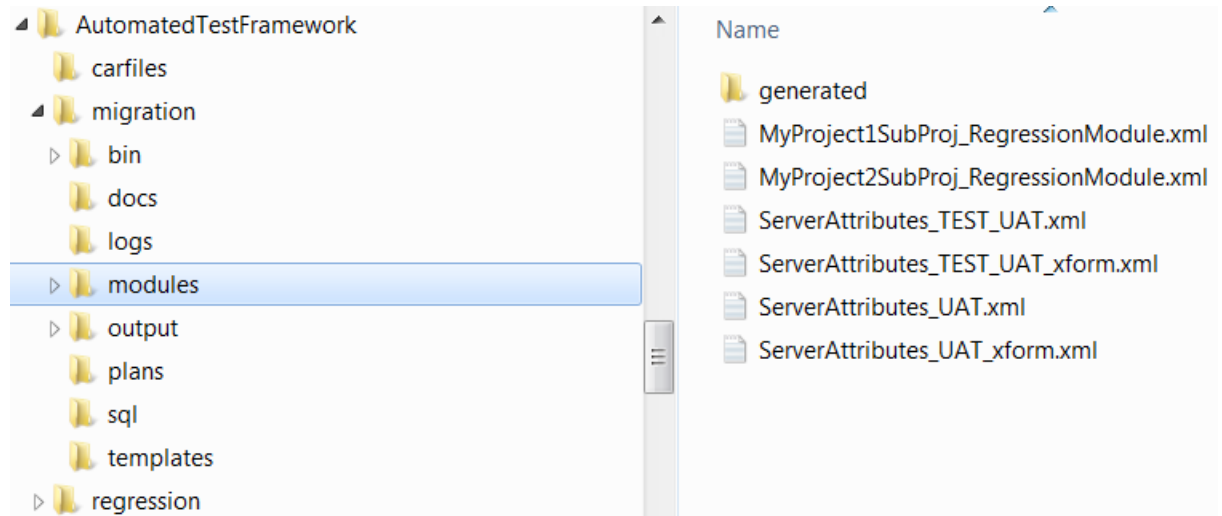 AutomatedTestFramework
carfiles
migration
bin
docs
logs
modules
output
plans
sql
templates
regression
Name
generated
MyProject1SubProj_RegressionModule.xml
MyProject2SubProj_RegressionModule.xml
ServerAttributes_TEST_UAT.xml
ServerAttributes_TEST_UAT_xform.xml
ServerAttributes_UAT.xml
ServerAttributes_UAT_xform.xml